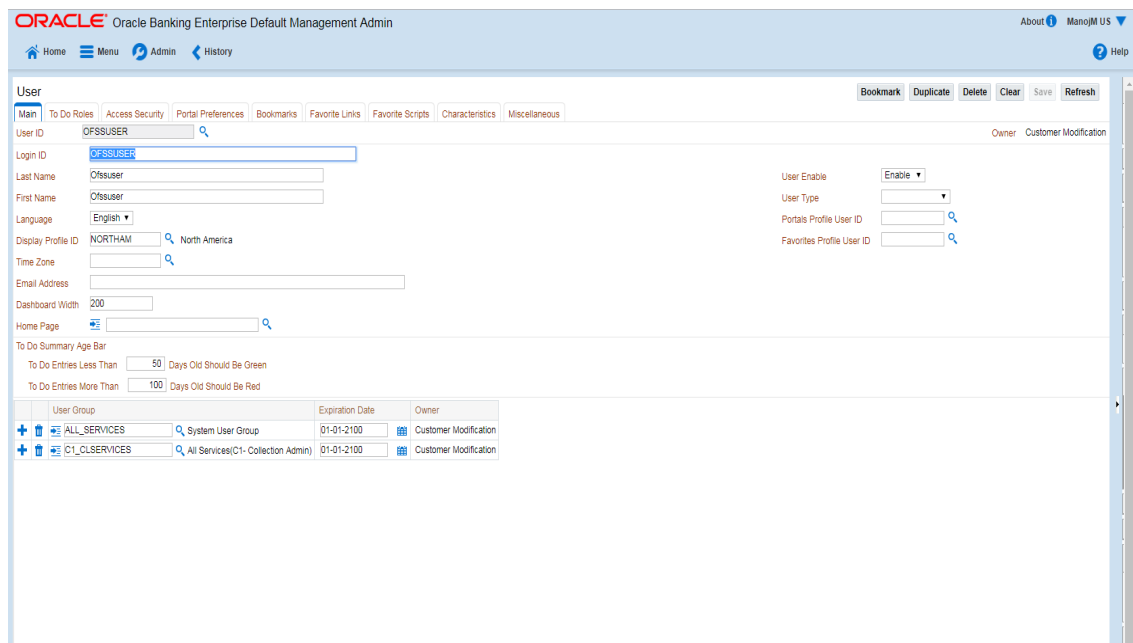 ORACLE® Oracle Banking Enterprise Default Management Admin About ManojM US
Home Menu Admin History Help
User Bookmark Duplicate Delete Clear Save Refresh
Main To Do Roles Access Security Portal Preferences Bookmarks Favorite Links Favorite Scripts Characteristics Miscellaneous
User ID OFSSUSER Owner Customer Modification
Login ID OFSSUSER
Last Name Ofssuser User Enable Enable
First Name Ofssuser User Type
Language English Portals Profile User ID
Display Profile ID NORTHAM North America Favorites Profile User ID
Time Zone
Email Address
Dashboard Width 200
Home Page
To Do Summary Age Bar
To Do Entries Less Than 50 Days Old Should Be Green
To Do Entries More Than 100 Days Old Should Be Red
User Group Expiration Date Owner
ALL_SERVICES System User Group 01-01-2100 Customer Modification
C1_CLSERVICES All Services(C1- Collection Admin) 01-01-2100 Customer Modification